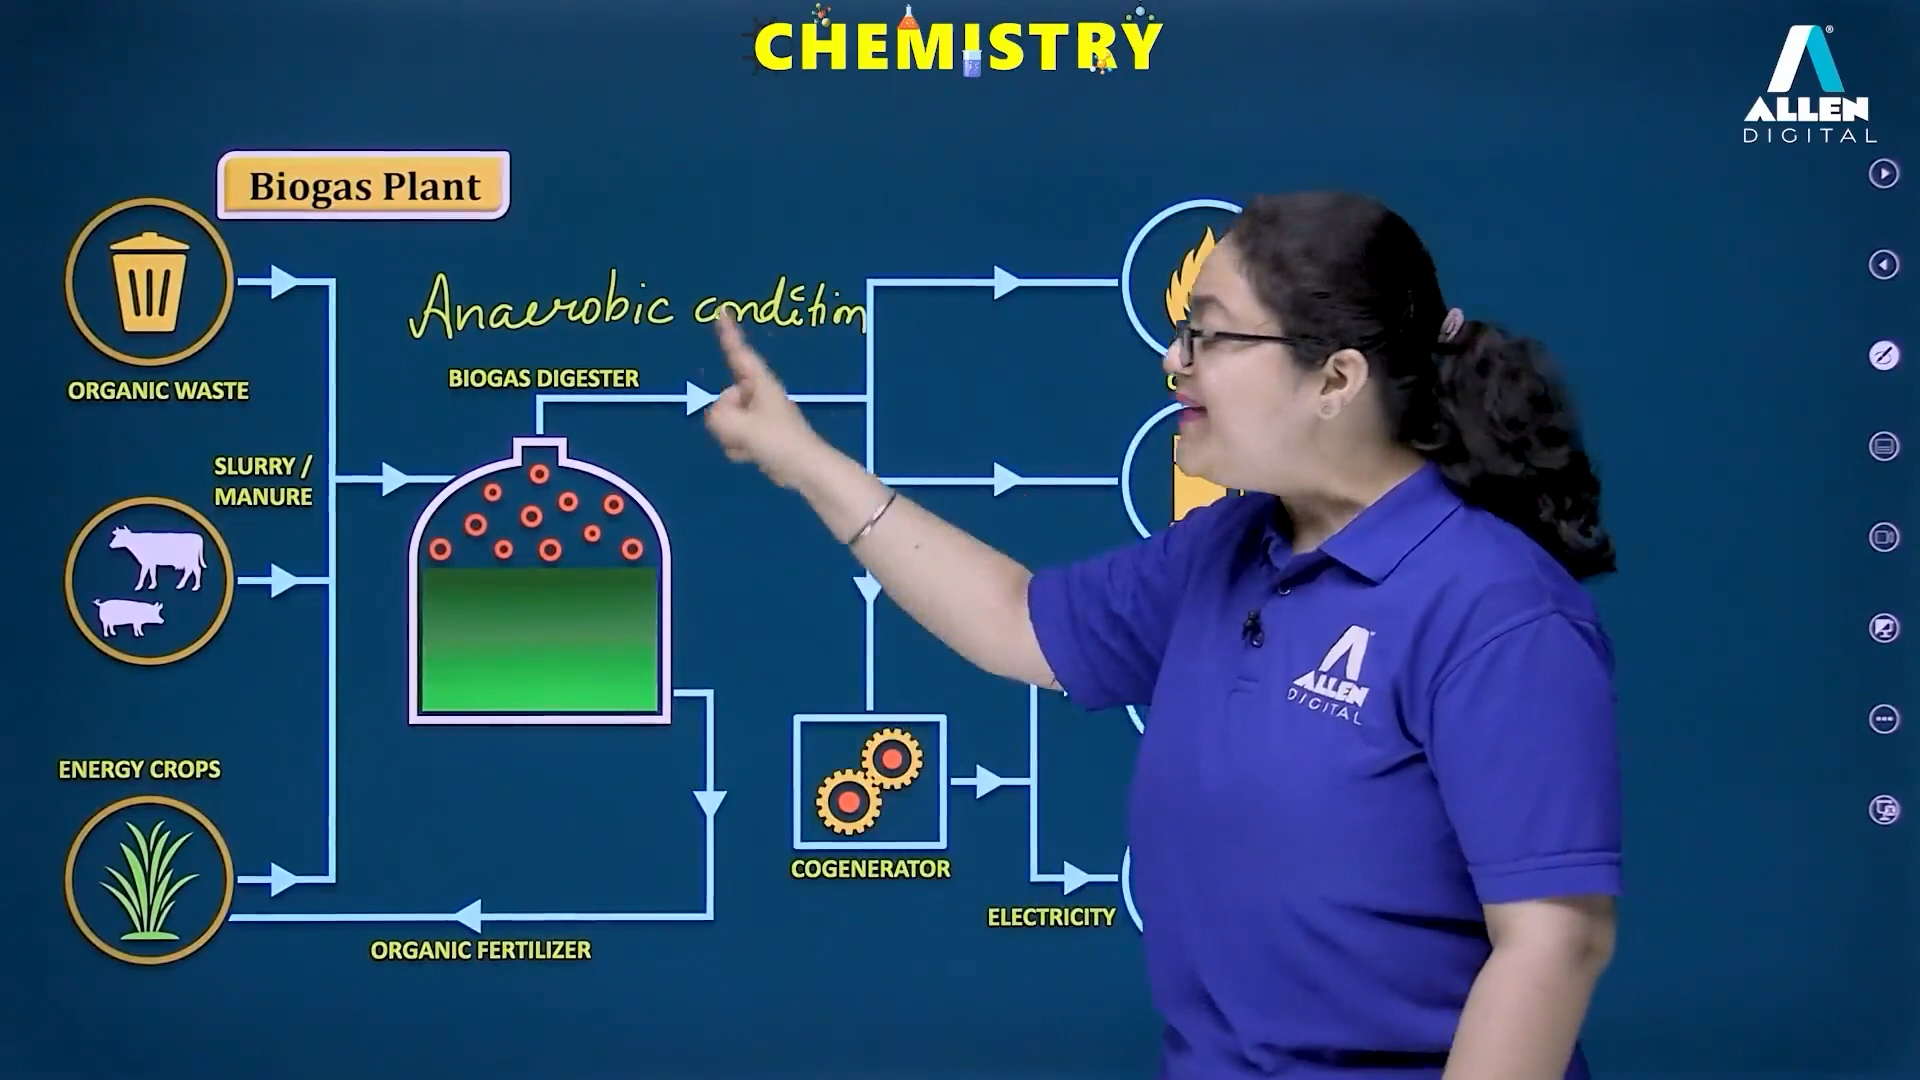 CHEMISTRY
ALLEN
DIGITAL
Biogas Plant
Anaerobic condition
ORGANIC WASTE
BIOGAS DIGESTER
SLURRY /
MANURE
ENERGY CROPS
COGENERATOR
ELECTRICITY
ORGANIC FERTILIZER
ALLEN
DIGITAL